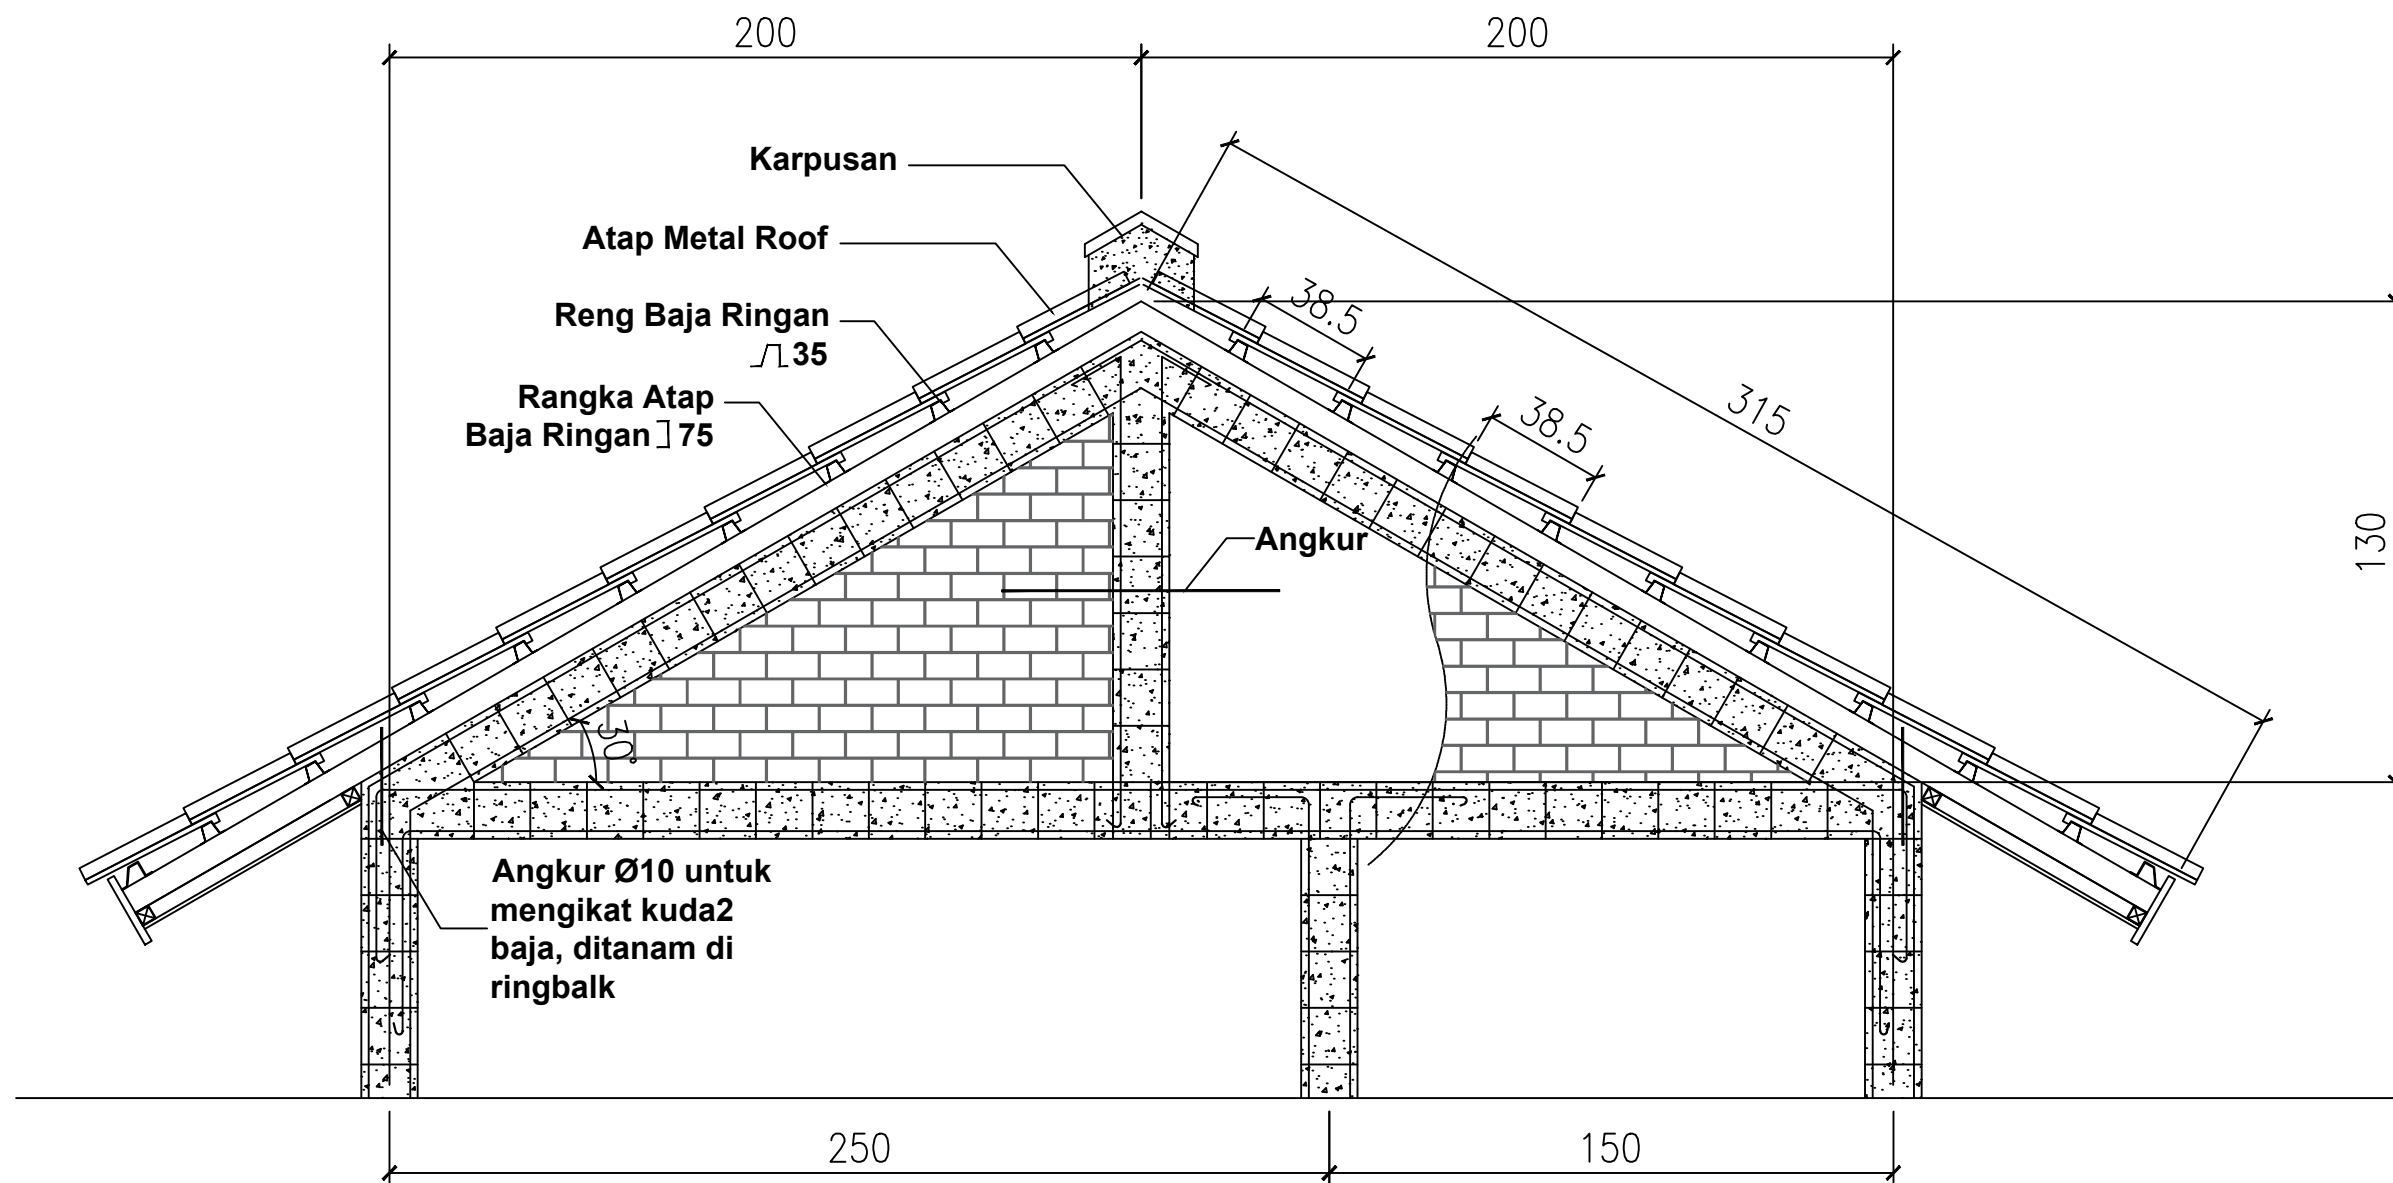 200
200
Karpusan
Atap Metal Roof
Reng Baja Ringan
35
Rangka Atap
Baja Ringan 75
38.5
315
38.5
130
Angkur
30°
Angkur Ø10 untuk
mengikat kuda2
baja, ditanam di
ringbalk
250
150